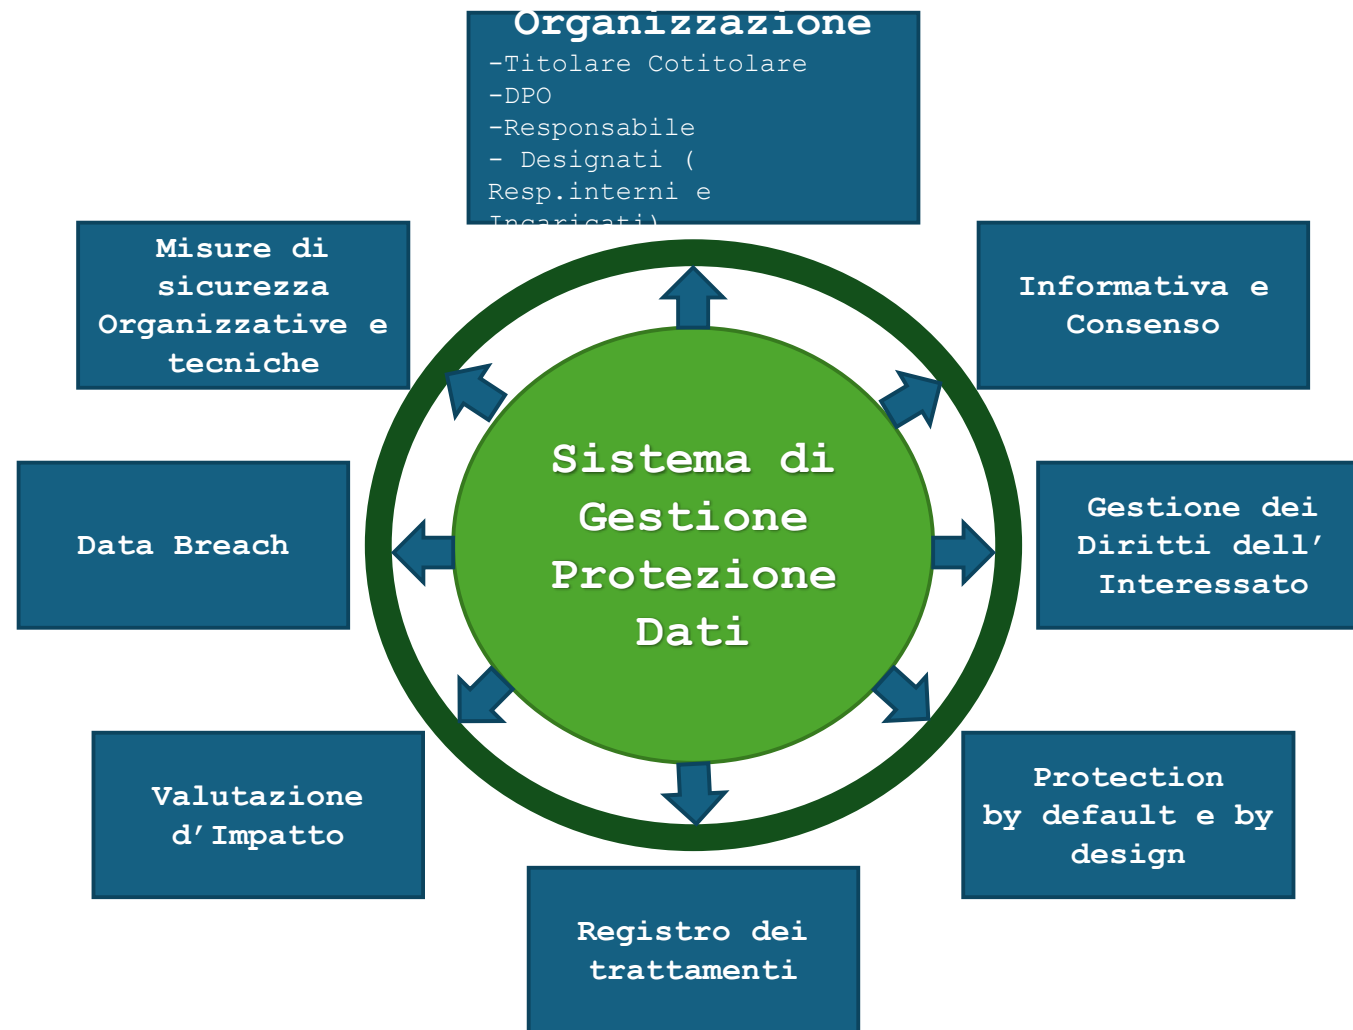 Organizzazione
-Titolare Cotitolare
-DPO
-Responsabile
- Designati (
Resp.interni e
Incaricati)
Misure di
sicurezza
Organizzative e
tecniche
Informativa e
Consenso
Sistema di
Gestione
Protezione
Dati
Data Breach
Gestione dei
Diritti dell’
Interessato
Valutazione
d’Impatto
Protection
by default e by
design
Registro dei
trattamenti